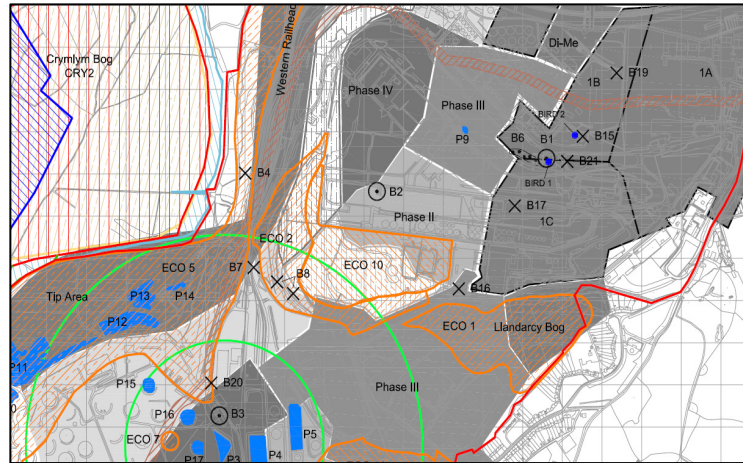 Crymlym Bog
CRY2
Western Railhead
Di-Me
1B
B19
1A
Phase IV
Phase III
P9
BIRD 2
B6
B1
B15
B21
BIRD 1
B4
B2
B17
Phase II
1C
ECO 2
ECO 5
B7
B8
ECO 10
B16
Tip Area
P13
P14
P12
ECO 1
Llandarcy Bog
P11
P15
B20
Phase III
P16
B3
ECO 7
P17
P3
P4
P5